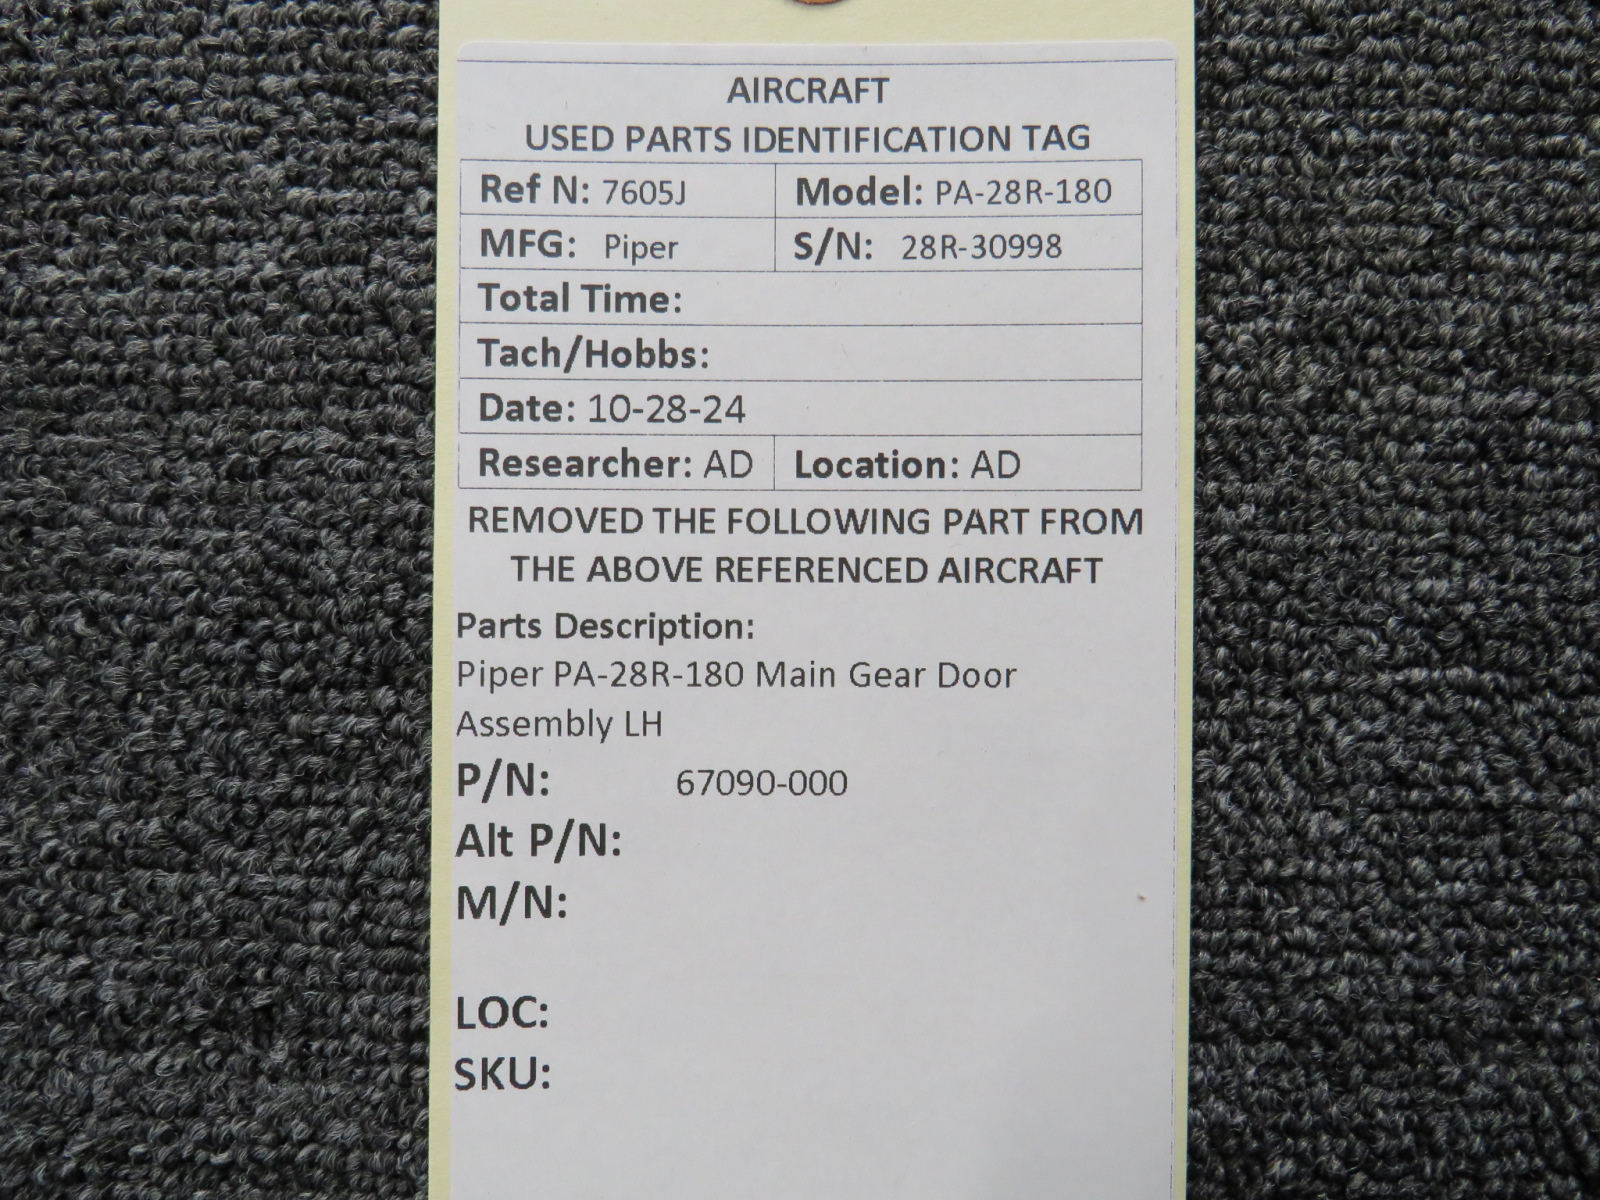 AIRCRAFT
USED PARTS IDENTIFICATION TAG
Ref N: 7605J Model: PA-28R-180
MFG: Piper S/N: 28R-30998
Total Time:
Tach/Hobbs:
Date: 10-28-24
Researcher: AD Location: AD
REMOVED THE FOLLOWING PART FROM
THE ABOVE REFERENCED AIRCRAFT
Parts Description:
Piper PA-28R-180 Main Gear Door
Assembly LH
P/N: 67090-000
Alt P/N:
M/N:
LOC:
SKU: